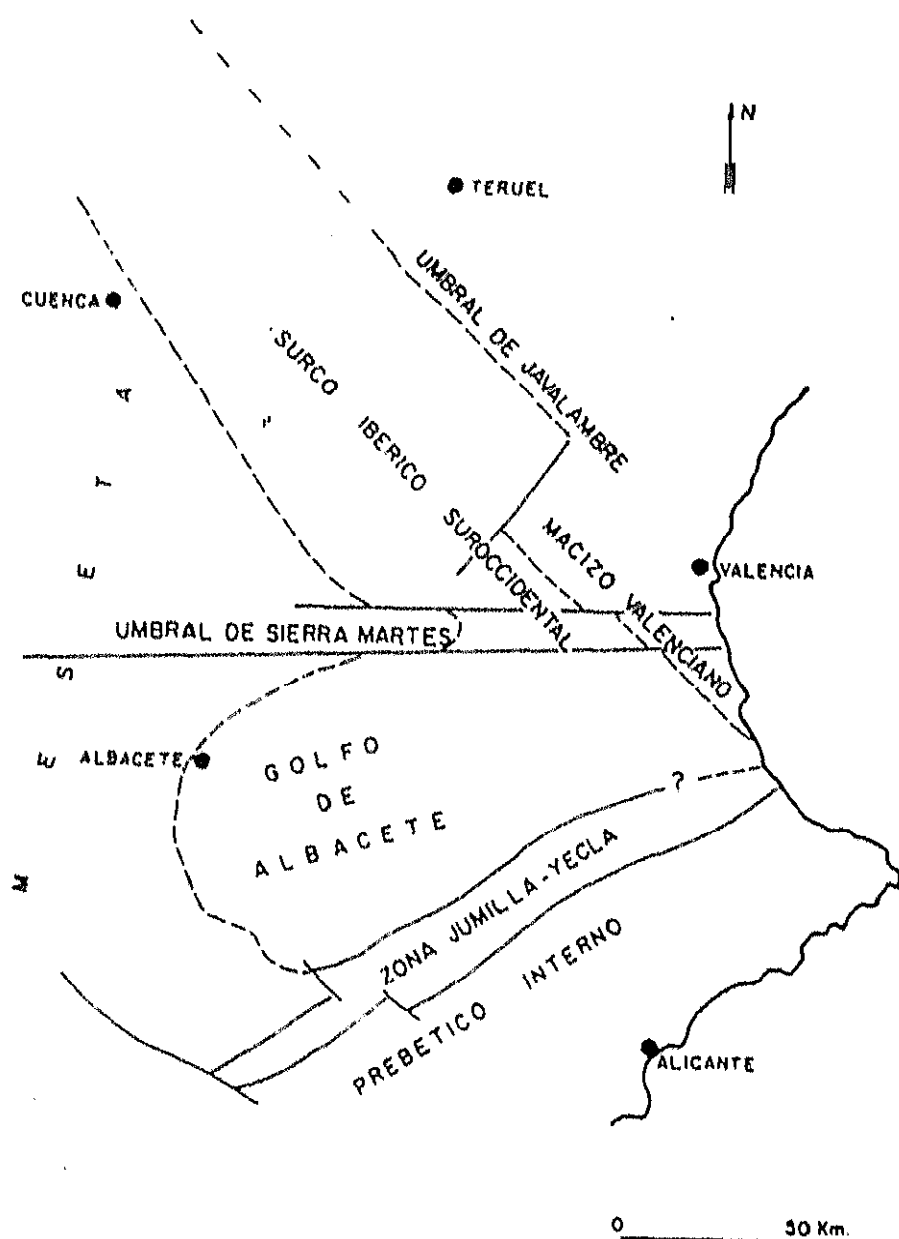 N
TERUEL
CUENCA
UMBRAL DE JAVALAMBRE
SURCO IBERICO SUROCCIDENTAL
MACIZO VALENCIANO
VALENCIA
UMBRAL DE SIERRA MARTES
MESETA
ALBACETE
GOLFO
DE
ALBACETE
?
ZONA JUMILLA-YECLA
PREBETICO INTERNO
ALICANTE
0 30 Km.